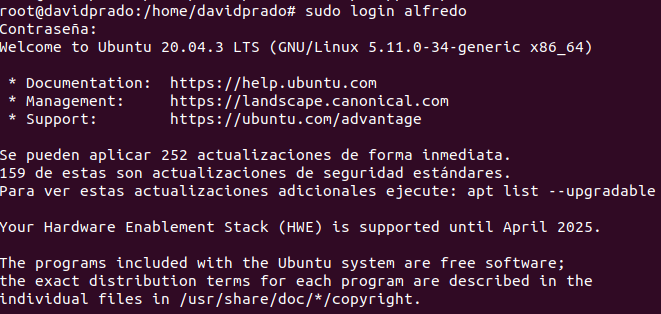 root@davidprado:/home/davidprado# sudo login alfredo
Contraseña:
Welcome to Ubuntu 20.04.3 LTS (GNU/Linux 5.11.0-34-generic x86_64)
* Documentation:  https://help.ubuntu.com
* Management:     https://landscape.canonical.com
* Support:        https://ubuntu.com/advantage
Se pueden aplicar 252 actualizaciones de forma inmediata.
159 de estas son actualizaciones de seguridad estándares.
Para ver estas actualizaciones adicionales ejecute: apt list --upgradable
Your Hardware Enablement Stack (HWE) is supported until April 2025.
The programs included with the Ubuntu system are free software;
the exact distribution terms for each program are described in the
individual files in /usr/share/doc/*/copyright.